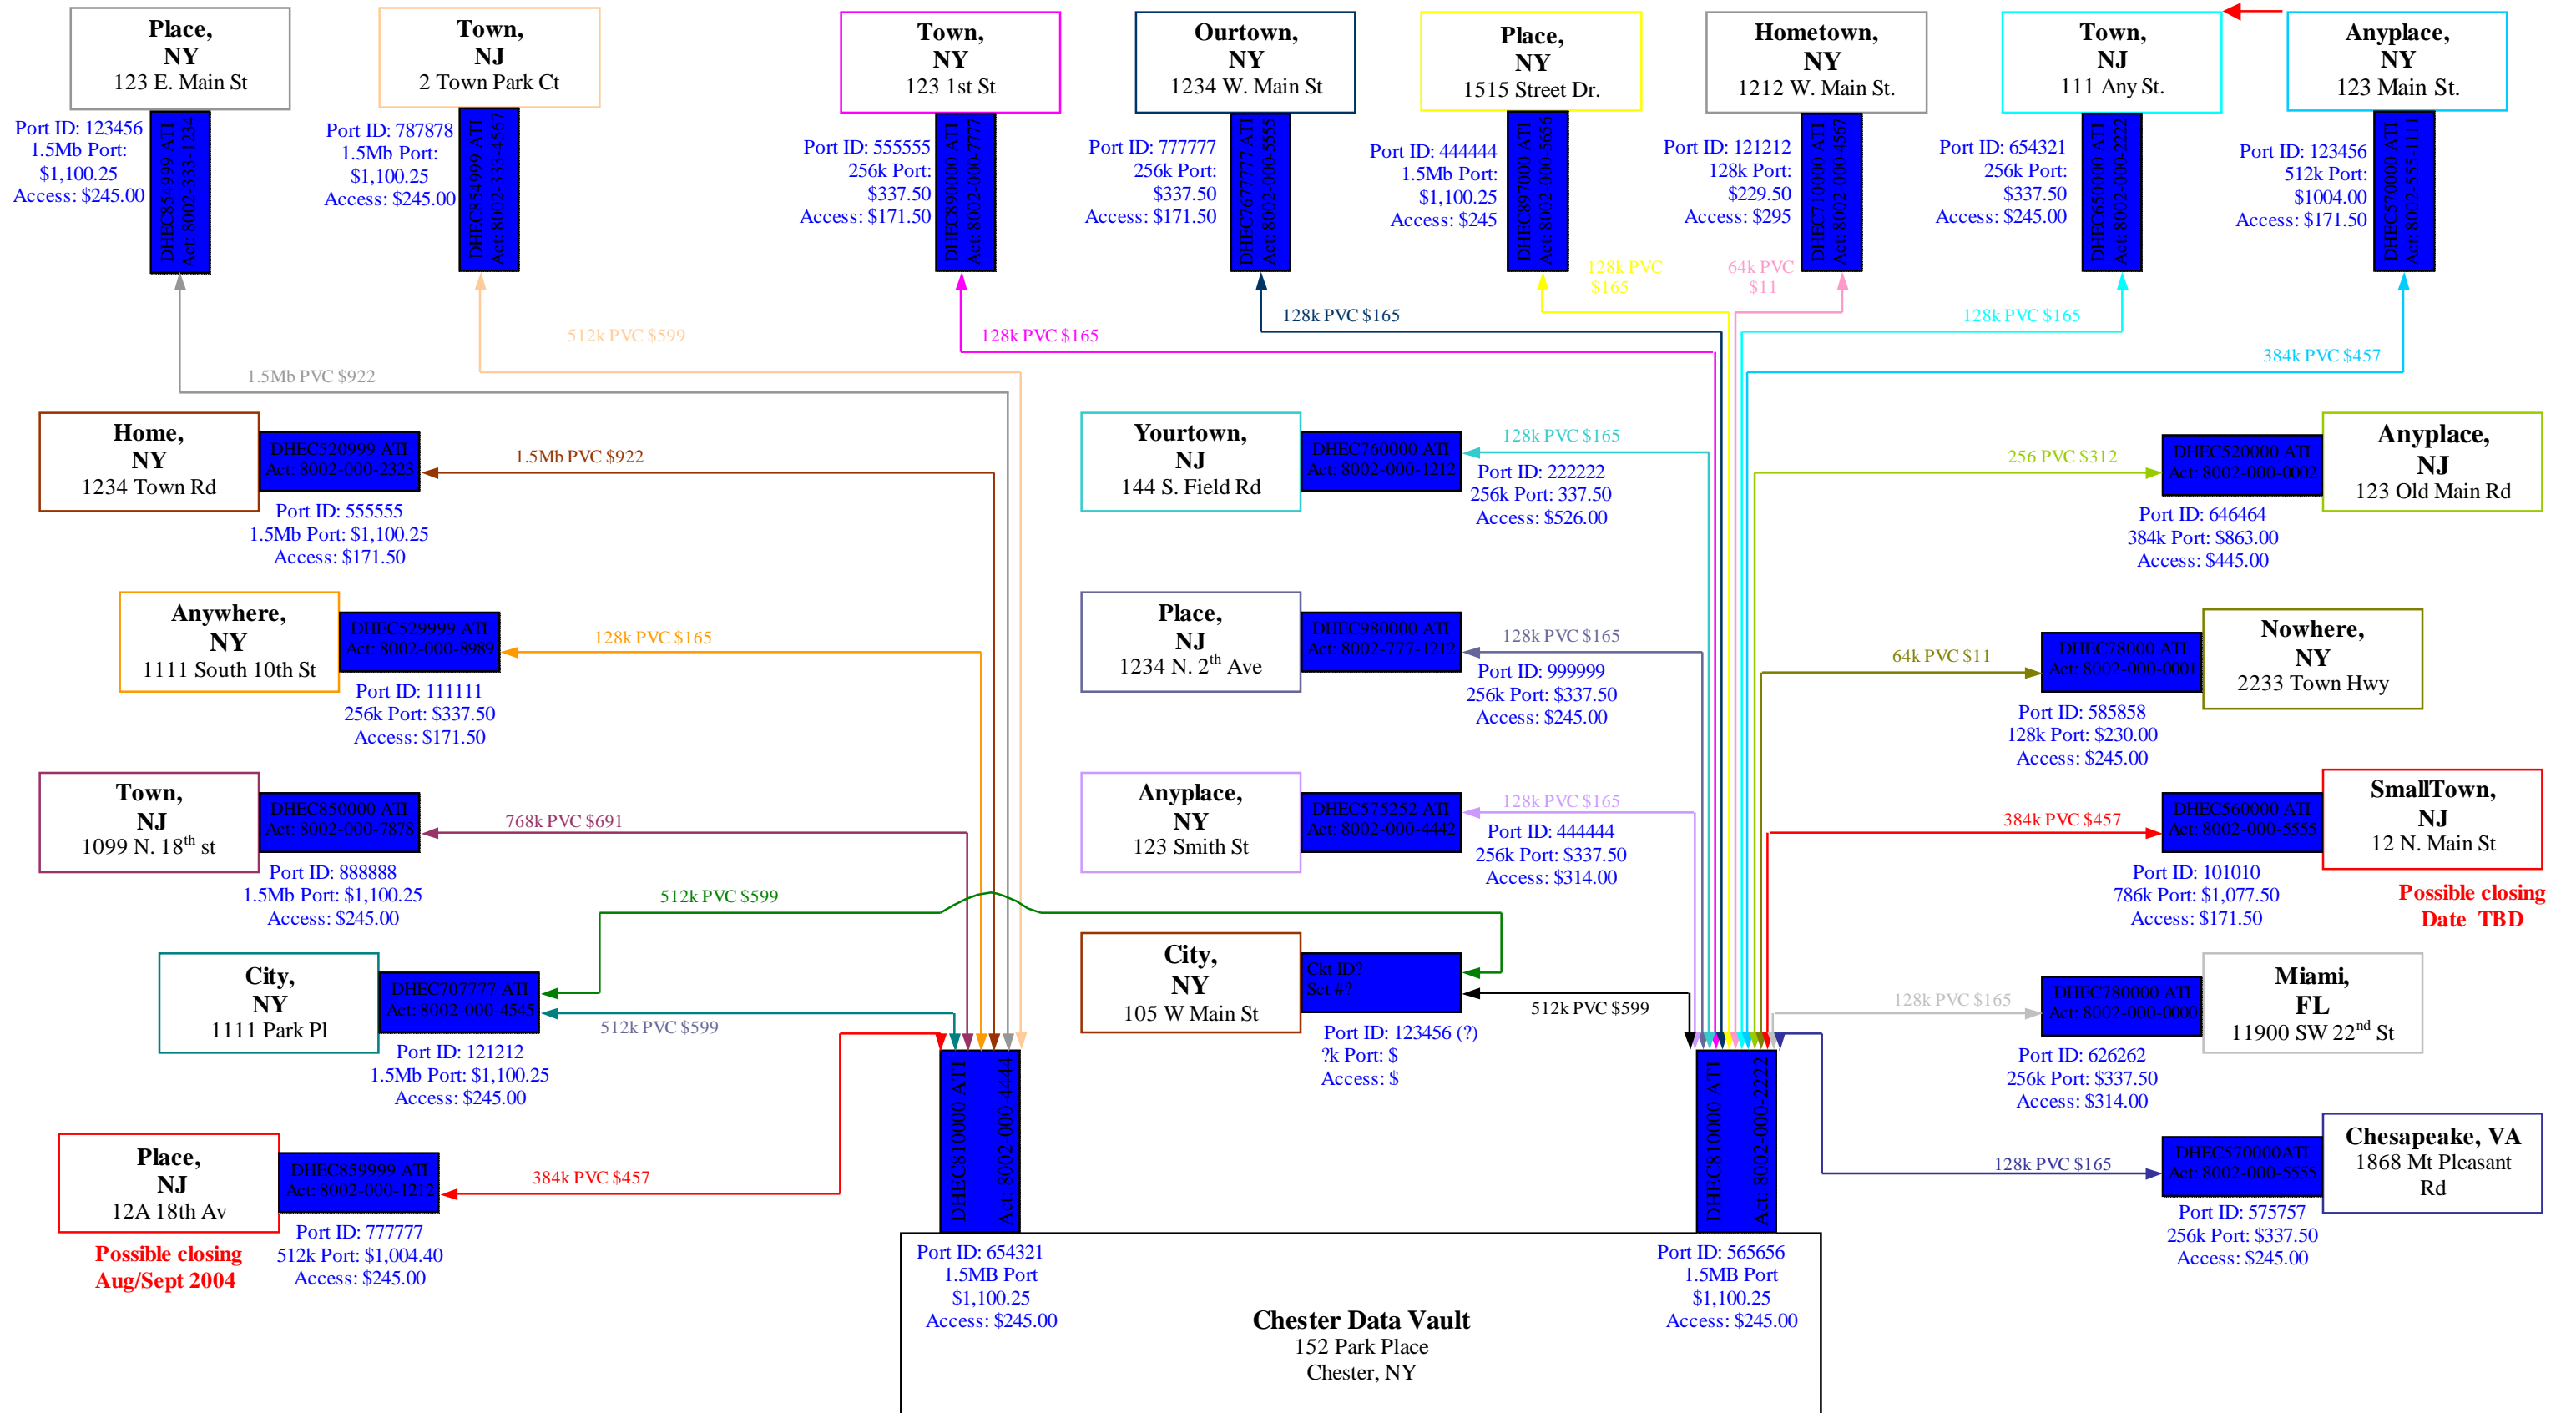 Place,
NY
123 E. Main St
Port ID: 123456
1.5Mb Port:
$1,100.25
Access: $245.00
DHEC854999 ATI
Act: 8002-333-1234
Town,
NJ
2 Town Park Ct
Port ID: 787878
1.5Mb Port:
$1,100.25
Access: $245.00
DHEC854999 ATI
Act: 8002-333-4567
Town,
NY
123 1st St
Port ID: 555555
256k Port:
$337.50
Access: $171.50
DHEC890000 ATI
Act: 8002-000-7777
Ourtown,
NY
1234 W. Main St
Port ID: 777777
256k Port:
$337.50
Access: $171.50
DHEC7677777 ATI
Act: 8002-000-5555
Place,
NY
1515 Street Dr.
Port ID: 444444
1.5Mb Port:
$1,100.25
Access: $245
DHEC897000 ATI
Act: 8002-000-5656
Hometown,
NY
1212 W. Main St.
Port ID: 121212
128k Port:
$229.50
Access: $295
DHEC710000 ATI
Act: 8002-000-4567
Town,
NJ
111 Any St.
Port ID: 654321
256k Port:
$337.50
Access: $245.00
DHEC650000 ATI
Act: 8002-000-2222
Anyplace,
NY
123 Main St.
Port ID: 123456
512k Port:
$1004.00
Access: $171.50
DHEC570000 ATI
Act: 8002-555-1111
128k PVC
$165
64k PVC
$11
512k PVC $599
128k PVC $165
128k PVC $165
128k PVC $165
384k PVC $457
1.5Mb PVC $922
Home,
NY
1234 Town Rd
DHEC520999 ATI
Act: 8002-000-2323
1.5Mb PVC $922
Port ID: 555555
1.5Mb Port: $1,100.25
Access: $171.50
Yourtown,
NJ
144 S. Field Rd
DHEC760000 ATI
Act: 8002-000-1212
128k PVC $165
Port ID: 222222
256k Port: 337.50
Access: $526.00
256 PVC $312
DHEC520000 ATI
Act: 8002-000-0002
Anyplace,
NJ
123 Old Main Rd
Port ID: 646464
384k Port: $863.00
Access: $445.00
Anywhere,
NY
1111 South 10th St
DHEC529999 ATI
Act: 8002-000-8989
128k PVC $165
Port ID: 111111
256k Port: $337.50
Access: $171.50
Place,
NJ
1234 N. 2th Ave
DHEC980000 ATI
Act: 8002-777-1212
128k PVC $165
Port ID: 999999
256k Port: $337.50
Access: $245.00
64k PVC $11
DHEC78000 ATI
Act: 8002-000-0001
Nowhere,
NY
2233 Town Hwy
Port ID: 585858
128k Port: $230.00
Access: $245.00
Town,
NJ
1099 N. 18th st
DHEC850000 ATI
Act: 8002-000-7878
768k PVC $691
Port ID: 888888
1.5Mb Port: $1,100.25
Access: $245.00
Anyplace,
NY
123 Smith St
DHEC575252 ATI
Act: 8002-000-4442
128k PVC $165
Port ID: 444444
256k Port: $337.50
Access: $314.00
384k PVC $457
DHEC560000 ATI
Act: 8002-000-5555
SmallTown,
NJ
12 N. Main St
Port ID: 101010
786k Port: $1,077.50
Access: $171.50
Possible closing
Date TBD
512k PVC $599
City,
NY
1111 Park Pl
DHEC707777 ATI
Act: 8002-000-4545
512k PVC $599
Port ID: 121212
1.5Mb Port: $1,100.25
Access: $245.00
City,
NY
105 W Main St
Ckt ID?
Sct #?
512k PVC $599
Port ID: 123456 (?)
?k Port: $
Access: $
128k PVC $165
DHEC780000 ATI
Act: 8002-000-0000
Miami,
FL
11900 SW 22nd St
Port ID: 626262
256k Port: $337.50
Access: $314.00
Place,
NJ
12A 18th Av
DHEC859999 ATI
Act: 8002-000-1212
384k PVC $457
Port ID: 777777
512k Port: $1,004.40
Access: $245.00
Possible closing
Aug/Sept 2004
DHEC810000 ATI
Act: 8002-000-4444
DHEC810000 ATI
Act: 8002-000-2222
128k PVC $165
DHEC570000ATI
Act: 8002-000-5555
Chesapeake, VA
1868 Mt Pleasant
Rd
Port ID: 575757
256k Port: $337.50
Access: $245.00
Port ID: 654321
1.5MB Port
$1,100.25
Access: $245.00
Port ID: 565656
1.5MB Port
$1,100.25
Access: $245.00
Chester Data Vault
152 Park Place
Chester, NY